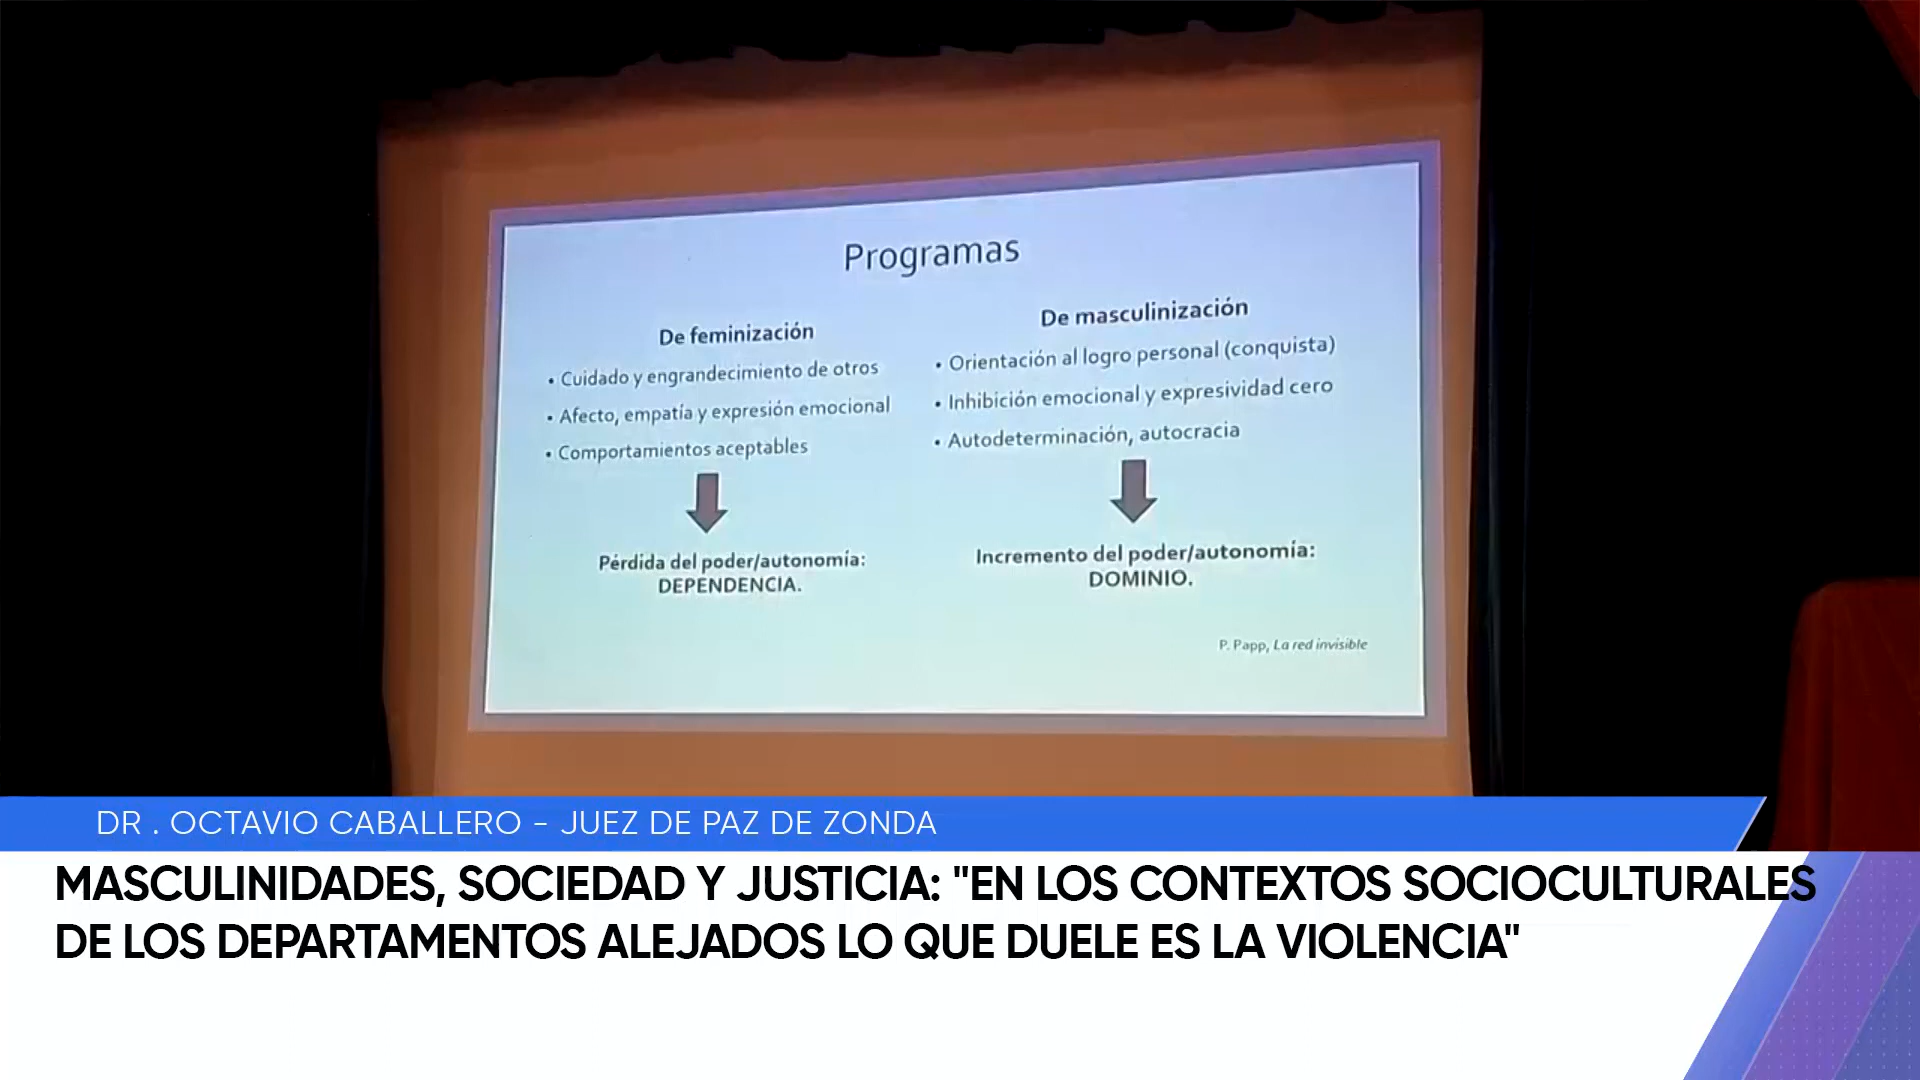 Programas
De feminización
• Cuidado y engrandecimiento de otros
• Afecto, empatía y expresión emocional
• Comportamientos aceptables
Pérdida del poder/autonomía:
DEPENDENCIA.
De masculinización
• Orientación al logro personal (conquista)
• Inhibición emocional y expresividad cero
• Autodeterminación, autocracia
Incremento del poder/autonomía:
DOMINIO.
P. Papp, La red invisible
DR . OCTAVIO CABALLERO - JUEZ DE PAZ DE ZONDA
MASCULINIDADES, SOCIEDAD Y JUSTICIA: "EN LOS CONTEXTOS SOCIOCULTURALES
DE LOS DEPARTAMENTOS ALEJADOS LO QUE DUELE ES LA VIOLENCIA"